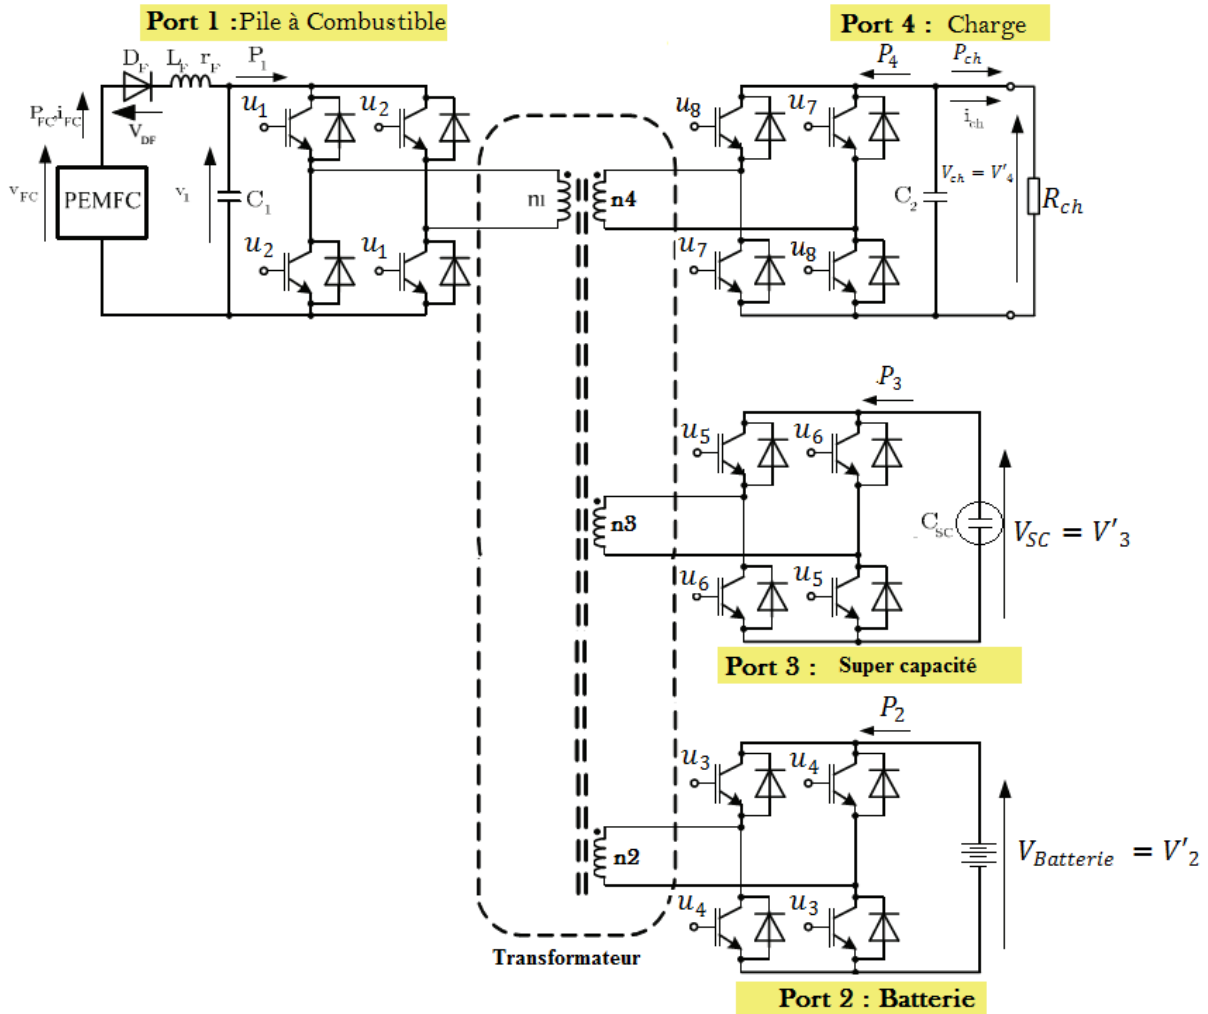 Port 1 : Pile à Combustible
D_F L_F r_F P_1
P_FC, i_FC
V_DF
v_FC
PEMFC
v_1
C_1
u_1
u_2
u_2
u_1
n1
n4
Port 4 : Charge
P_4 P_ch
i_ch
u_8
u_7
u_7
u_8
C_2
V_ch = V'_4
R_ch
P_3
u_5
u_6
u_6
u_5
n3
C_sc
V_SC = V'_3
Port 3 : Super capacité
P_2
u_3
u_4
u_4
u_3
n2
V_Batterie = V'_2
Transformateur
Port 2 : Batterie